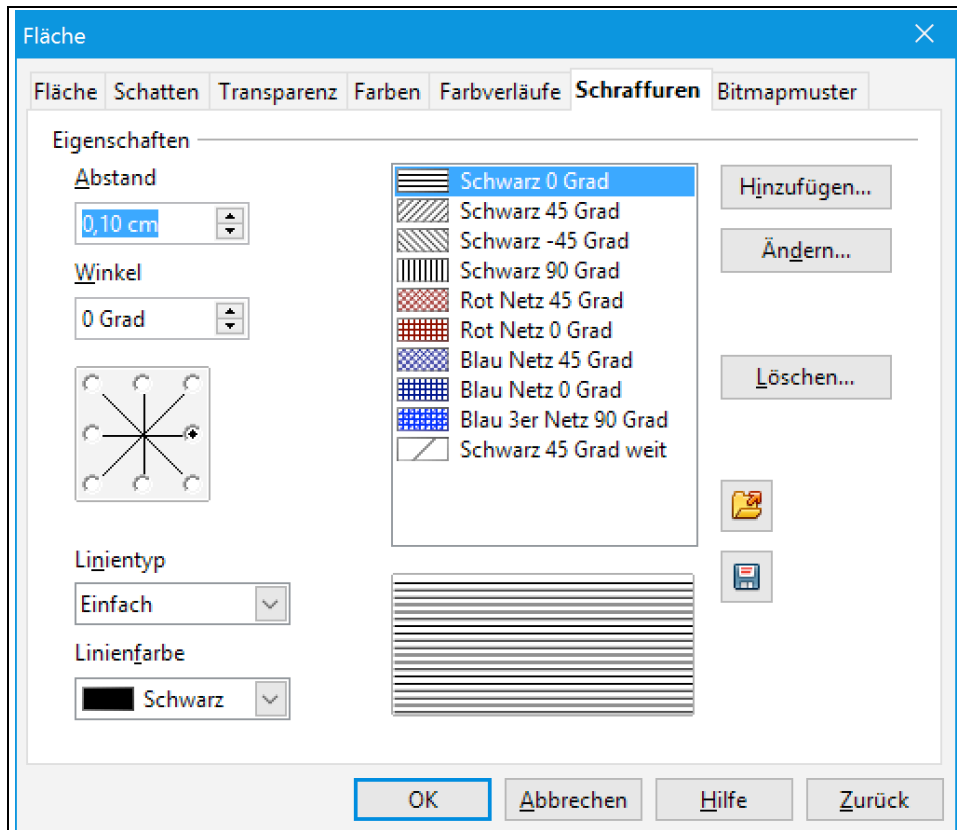 Fläche
Fläche Schatten Transparenz Farben Farbverläufe Schraffuren Bitmapmuster
Eigenschaften
Abstand
0,10 cm
Winkel
0 Grad
Linientyp
Einfach
Linienfarbe
Schwarz
Schwarz 0 Grad
Schwarz 45 Grad
Schwarz -45 Grad
Schwarz 90 Grad
Rot Netz 45 Grad
Rot Netz 0 Grad
Blau Netz 45 Grad
Blau Netz 0 Grad
Blau 3er Netz 90 Grad
Schwarz 45 Grad weit
Hinzufügen...
Ändern...
Löschen...
OK Abbrechen Hilfe Zurück